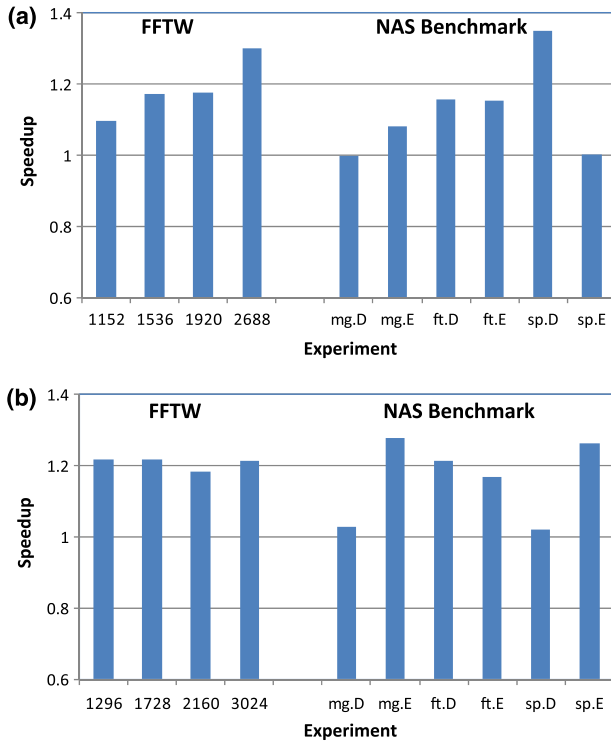 (a)
FFTW NAS Benchmark
1.4
1.2
1
0.8
0.6
Speedup
1152 1536 1920 2688 mg.D mg.E ft.D ft.E sp.D sp.E
Experiment
(b)
FFTW NAS Benchmark
1.4
1.2
1
0.8
0.6
Speedup
1296 1728 2160 3024 mg.D mg.E ft.D ft.E sp.D sp.E
Experiment